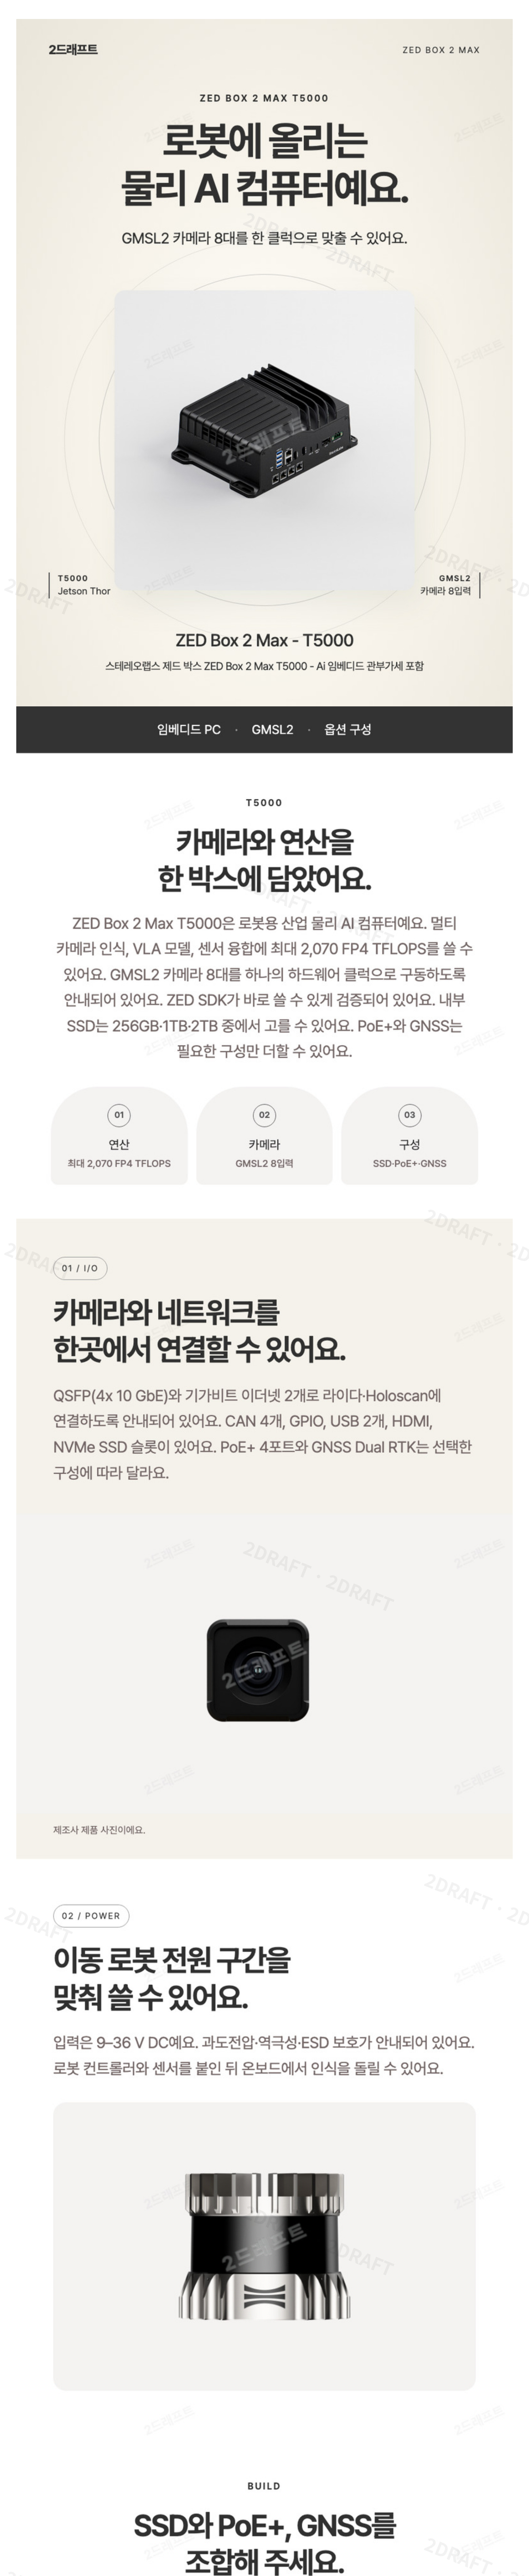 2드래프트
ZED BOX 2 MAX
ZED BOX 2 MAX T5000
로봇에 올리는
물리 AI 컴퓨터예요.
GMSL2 카메라 8대를 한 클럭으로 맞출 수 있어요.
T5000
Jetson Thor
GMSL2
카메라 8입력
ZED Box 2 Max - T5000
스테레오랩스 제드 박스 ZED Box 2 Max T5000 - Ai 임베디드 관부가세 포함
임베디드 PC · GMSL2 · 옵션 구성
T5000
카메라와 연산을
한 박스에 담았어요.
ZED Box 2 Max T5000은 로봇용 산업 물리 AI 컴퓨터예요. 멀티
카메라 인식, VLA 모델, 센서 융합에 최대 2,070 FP4 TFLOPS를 쓸 수
있어요. GMSL2 카메라 8대를 하나의 하드웨어 클럭으로 구동하도록
안내되어 있어요. ZED SDK가 바로 쓸 수 있게 검증되어 있어요. 내부
SSD는 256GB·1TB·2TB 중에서 고를 수 있어요. PoE+와 GNSS는
필요한 구성만 더할 수 있어요.
01
연산
최대 2,070 FP4 TFLOPS
02
카메라
GMSL2 8입력
03
구성
SSD·PoE+·GNSS
01 / I/O
카메라와 네트워크를
한곳에서 연결할 수 있어요.
QSFP(4x 10 GbE)와 기가비트 이더넷 2개로 라이다·Holoscan에
연결하도록 안내되어 있어요. CAN 4개, GPIO, USB 2개, HDMI,
NVMe SSD 슬롯이 있어요. PoE+ 4포트와 GNSS Dual RTK는 선택한
구성에 따라 달라요.
제조사 제품 사진이에요.
02 / POWER
이동 로봇 전원 구간을
맞춰 쓸 수 있어요.
입력은 9–36 V DC예요. 과도전압·역극성·ESD 보호가 안내되어 있어요.
로봇 컨트롤러와 센서를 붙인 뒤 온보드에서 인식을 돌릴 수 있어요.
BUILD
SSD와 PoE+, GNSS를
조합해 주세요.
2드래프트
2DRAFT · 2DRAFT